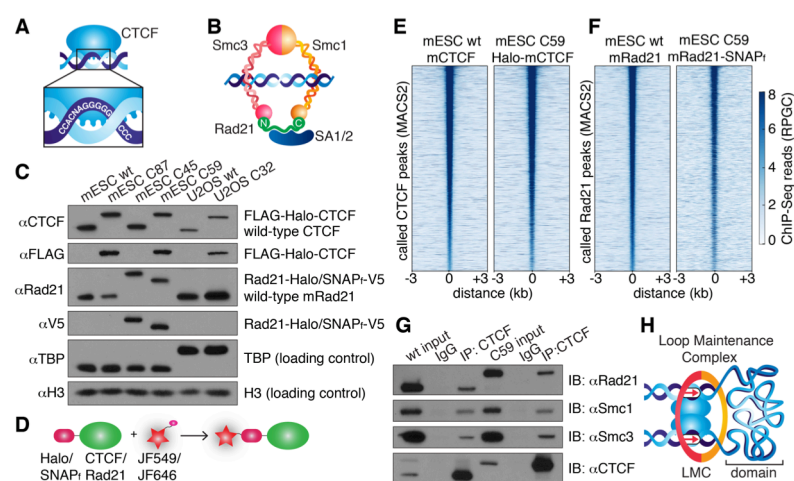 A
CTCF
CCACNAGGGGG
CCC
B
Smc3
Smc1
N
C
Rad21
SA1/2
C
mESC wt
mESC C87
mESC C45
mESC C59
U2OS wt
U2OS C32
αCTCF
FLAG-Halo-CTCF
wild-type CTCF
αFLAG
FLAG-Halo-CTCF
αRad21
Rad21-Halo/SNAPf-V5
wild-type mRad21
αV5
Rad21-Halo/SNAPf-V5
αTBP
TBP (loading control)
αH3
H3 (loading control)
D
+
Halo/
SNAPf
CTCF/
Rad21
JF549/
JF646
E
mESC wt
mCTCF
mESC C59
Halo-mCTCF
called CTCF peaks (MACS2)
-3 0 +3
-3 0 +3
distance (kb)
F
mESC wt
mRad21
mESC C59
mRad21-SNAPf
called Rad21 peaks (MACS2)
-3 0 +3
-3 0 +3
distance (kb)
8
6
4
2
0
ChIP-Seq reads (RPGC)
G
wt input
IgG
IP: CTCF
C59 input
IgG
IP:CTCF
IB: αRad21
IB: αSmc1
IB: αSmc3
IB: αCTCF
H
Loop Maintenance
Complex
LMC
domain